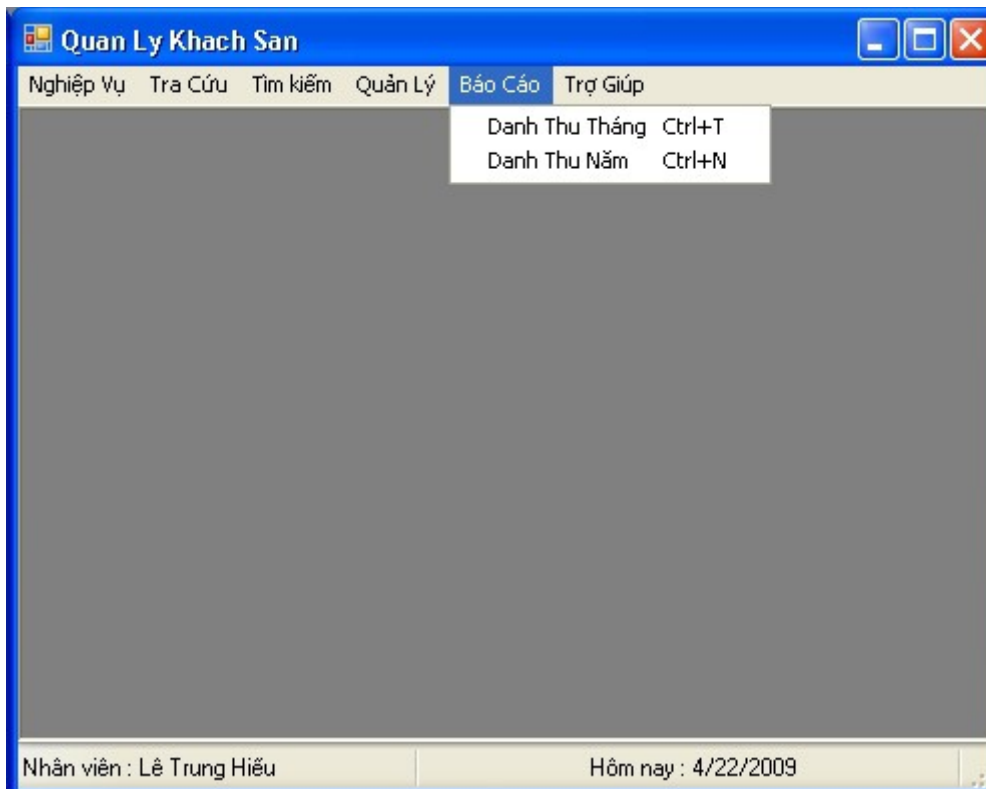 Quan Ly Khach San
Nghiệp Vụ Tra Cứu Tìm kiếm Quản Lý Báo Cáo Trợ Giúp
Danh Thu Tháng Ctrl+T
Danh Thu Năm Ctrl+N
Nhân viên : Lê Trung Hiếu Hôm nay : 4/22/2009